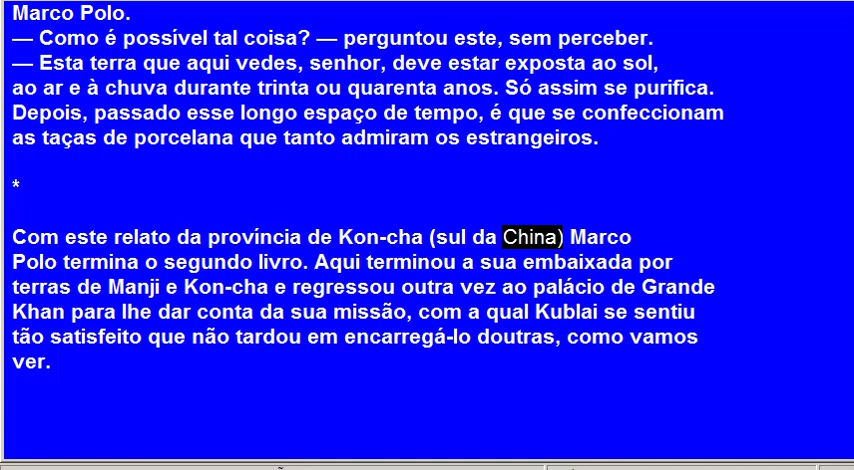 Marco Polo.
— Como é possível tal coisa? — perguntou este, sem perceber.
— Esta terra que aqui vedes, senhor, deve estar exposta ao sol,
ao ar e à chuva durante trinta ou quarenta anos. Só assim se purifica.
Depois, passado esse longo espaço de tempo, é que se confeccionam
as taças de porcelana que tanto admiram os estrangeiros.
*
Com este relato da província de Kon-cha (sul da China) Marco
Polo termina o segundo livro. Aqui terminou a sua embaixada por
terras de Manji e Kon-cha e regressou outra vez ao palácio de Grande
Khan para lhe dar conta da sua missão, com a qual Kublai se sentiu
tão satisfeito que não tardou em encarregá-lo doutras, como vamos
ver.